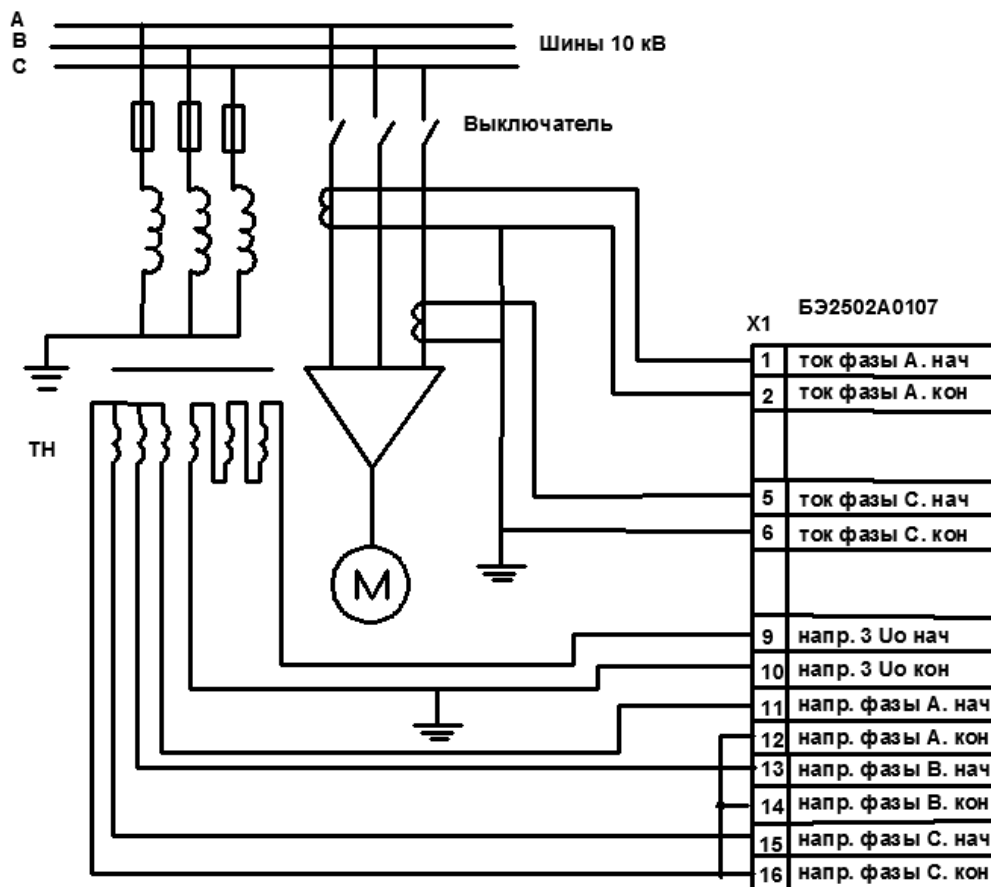 А
В
С
Шины 10 кВ
Выключатель
БЭ2502А0107
Х1
1 ток фазы А. нач
2 ток фазы А. кон
5 ток фазы С. нач
6 ток фазы С. кон
ТН
М
9 напр. 3 Uo нач
10 напр. 3 Uo кон
11 напр. фазы А. нач
12 напр. фазы А. кон
13 напр. фазы В. нач
14 напр. фазы В. кон
15 напр. фазы С. нач
16 напр. фазы С. кон